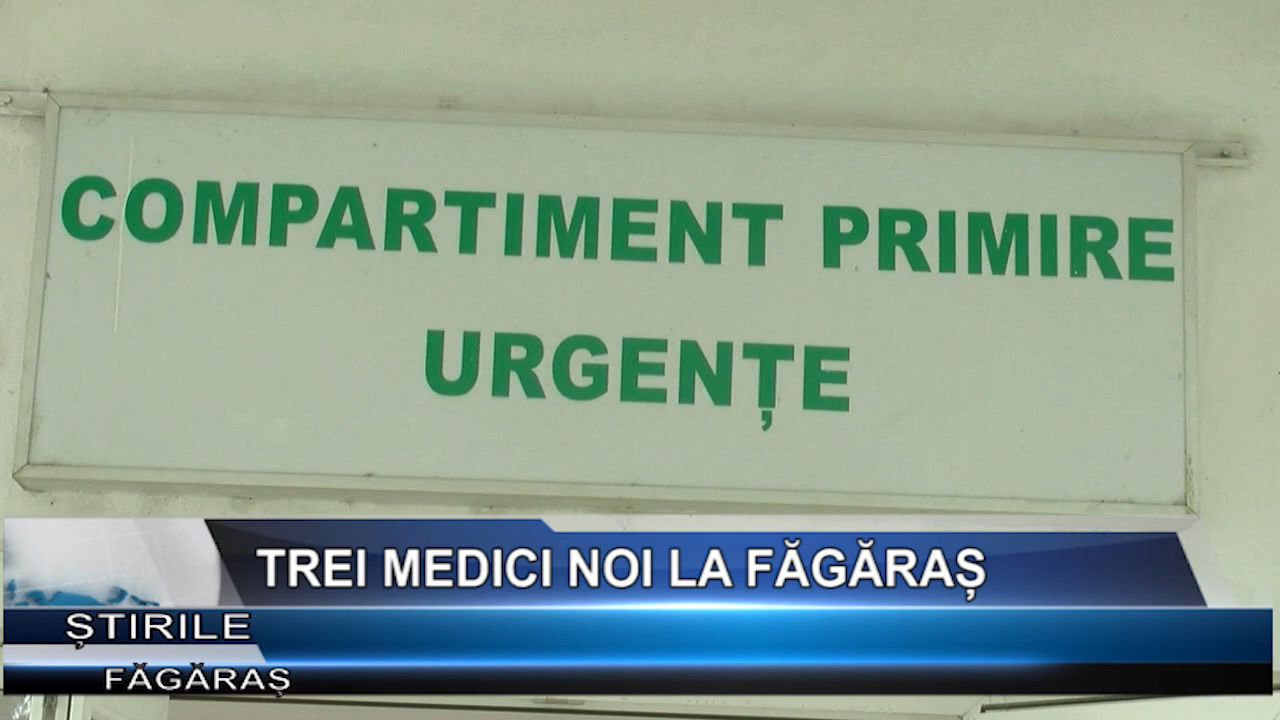 COMPARTIMENT PRIMIRE
URGENȚE
TREI MEDICI NOI LA FĂGĂRAȘ
ȘTIRILE
FĂGĂRAȘ